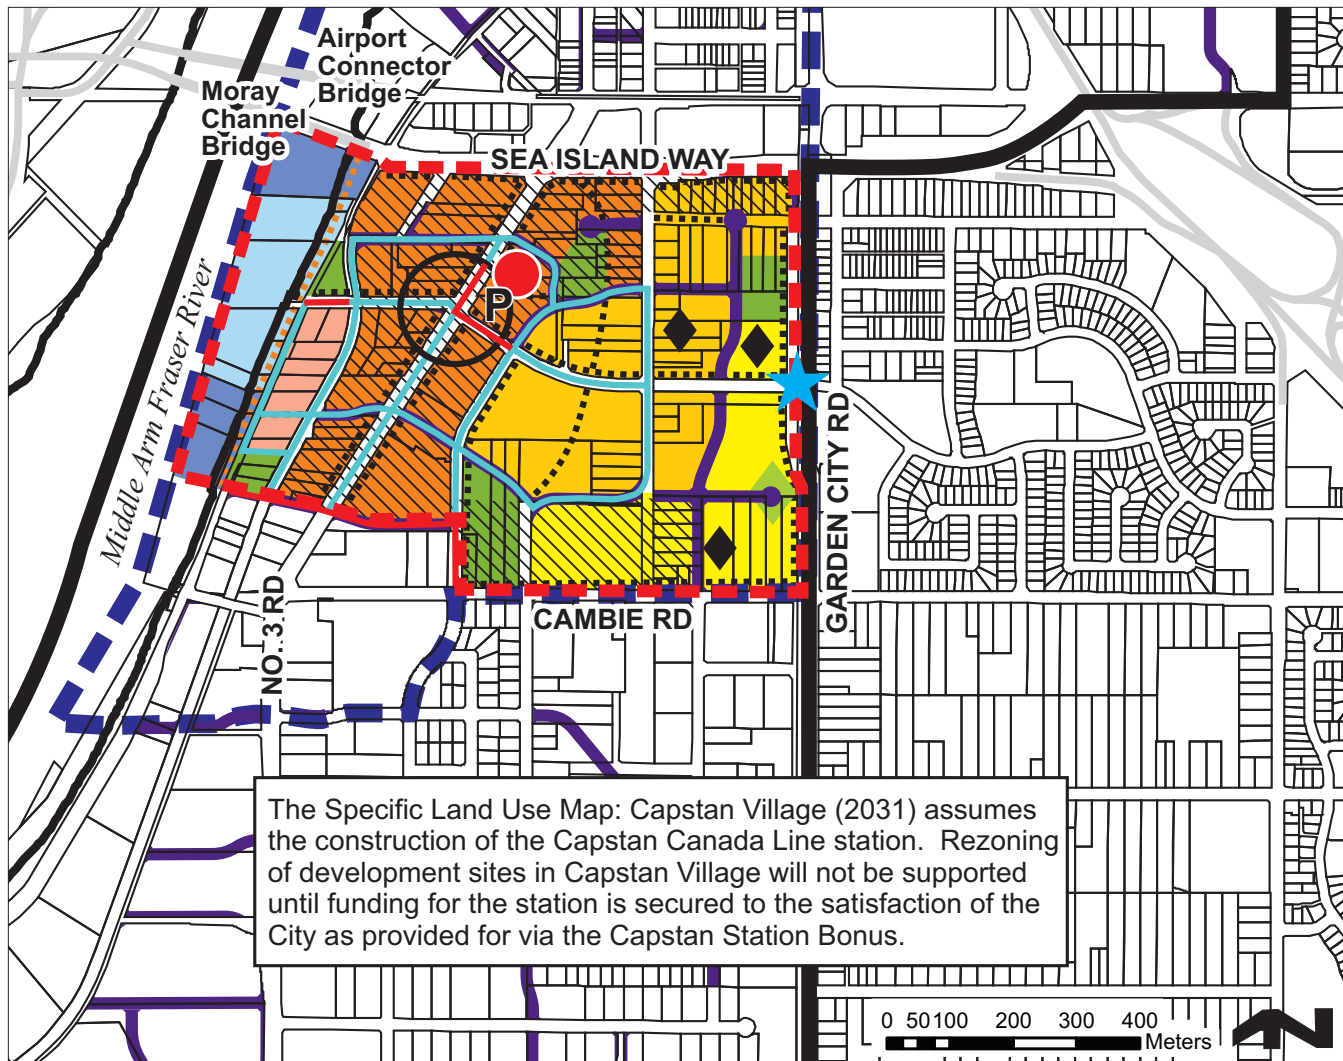 Airport
Connector
Bridge
Moray
Channel
Bridge
SEA ISLAND WAY
Middle Arm Fraser River
P
GARDEN CITY RD
NO. 3 RD
CAMBIE RD
The Specific Land Use Map: Capstan Village (2031) assumes
the construction of the Capstan Canada Line station. Rezoning
of development sites in Capstan Village will not be supported
until funding for the station is secured to the satisfaction of the
City as provided for via the Capstan Station Bonus.
0 50 100 200 300 400
Meters
N